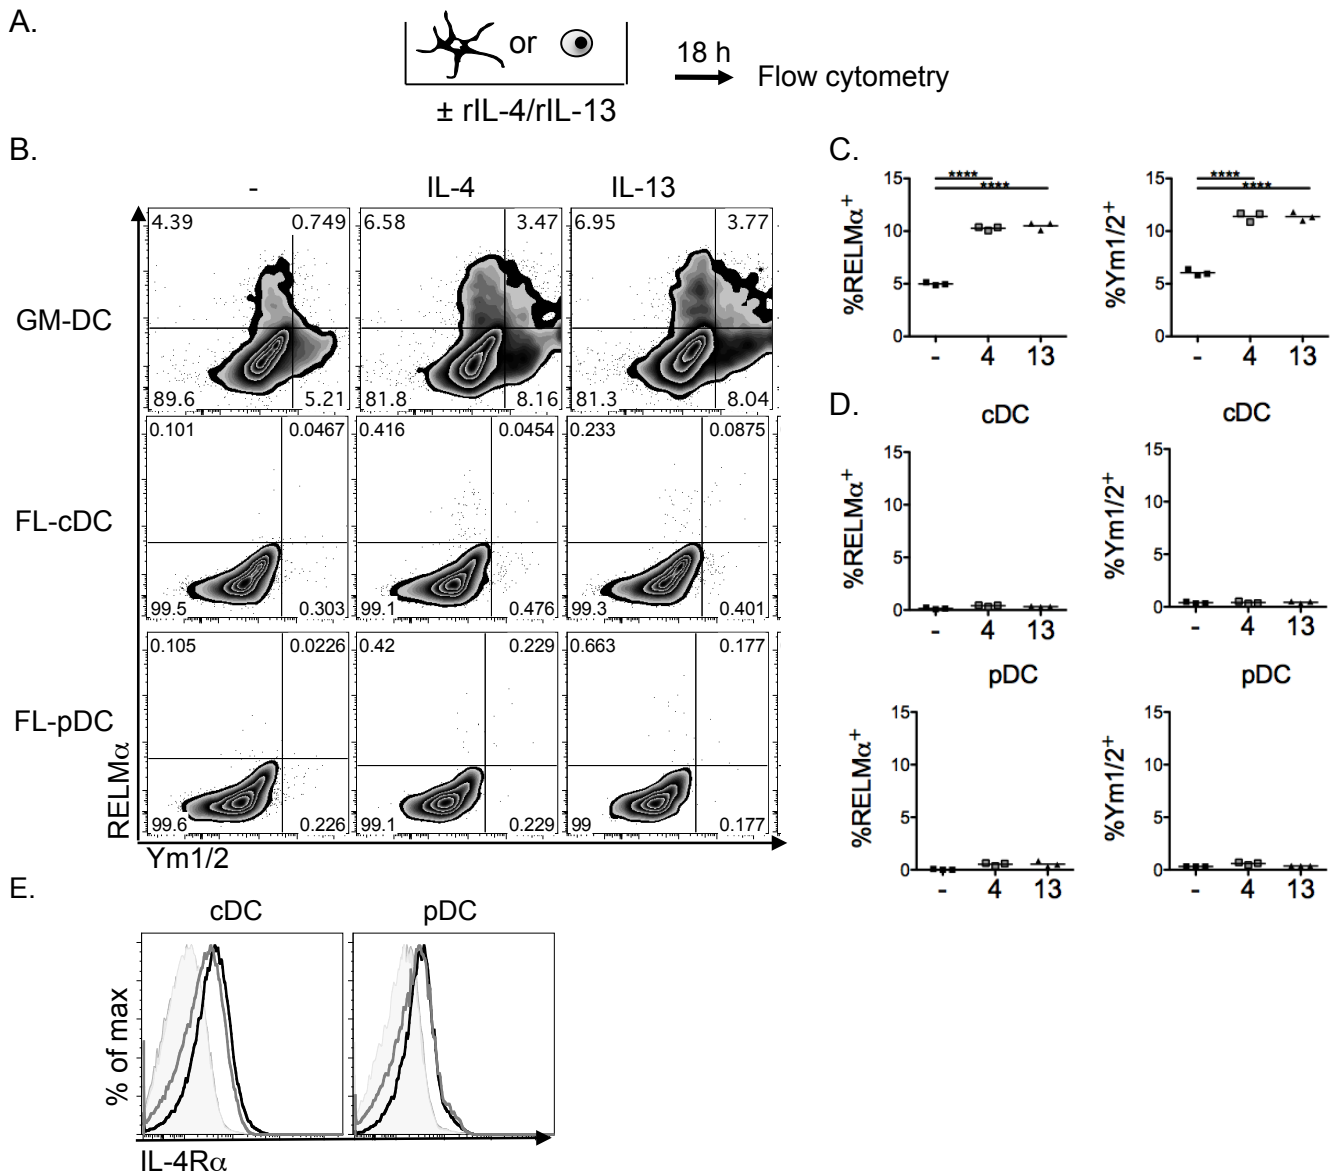 A.
or
18 h
Flow cytometry
± rIL-4/rIL-13
B.
- IL-4 IL-13
GM-DC
4.39 0.749 6.58 3.47 6.95 3.77
89.6 5.21 81.8 8.16 81.3 8.04
FL-cDC
0.101 0.0467 0.416 0.0454 0.233 0.0875
99.5 0.303 99.1 0.476 99.3 0.401
FL-pDC
0.105 0.0226 0.42 0.229 0.663 0.177
99.6 0.226 99.1 0.229 99 0.177
RELMα
Ym1/2
C.
%RELMα+
15
10
5
0
****
****
- 4 13
%Ym1/2+
15
10
5
0
****
****
- 4 13
D.
cDC
%RELMα+
15
10
5
0
- 4 13
cDC
%Ym1/2+
15
10
5
0
- 4 13
pDC
%RELMα+
15
10
5
0
- 4 13
pDC
%Ym1/2+
15
10
5
0
- 4 13
E.
cDC pDC
% of max
IL-4Rα